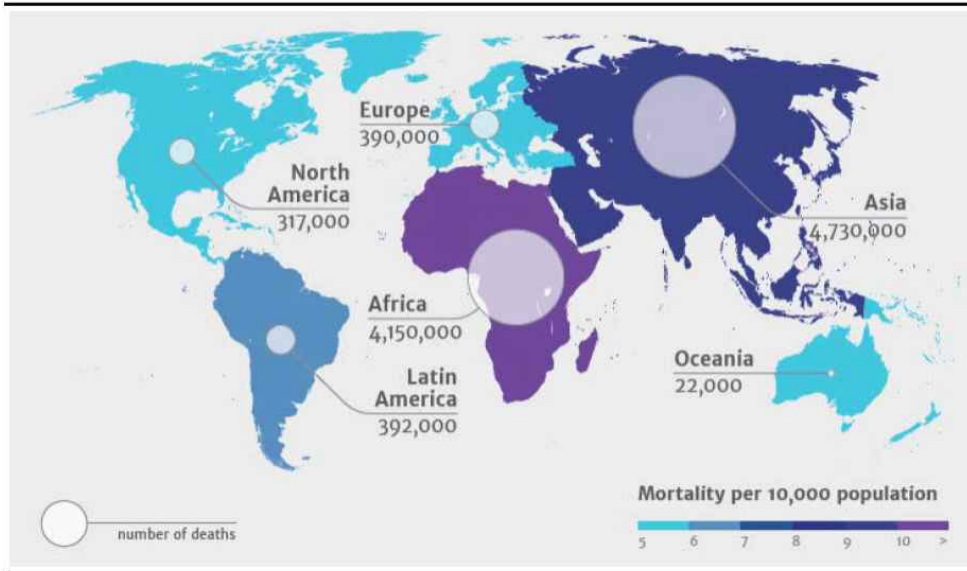 Europe
390,000
North
America
317,000
Asia
4,730,000
Africa
4,150,000
Latin
America
392,000
Oceania
22,000
Mortality per 10,000 population
5 6 7 8 9 10 >
number of deaths